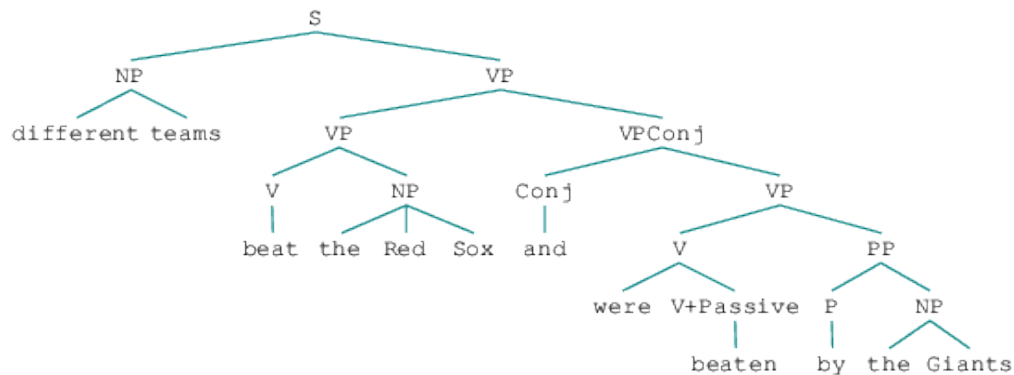 S
NP VP
different teams VP VPConj
V NP Conj VP
beat the Red Sox and V PP
were V+Passive P NP
beaten by the Giants